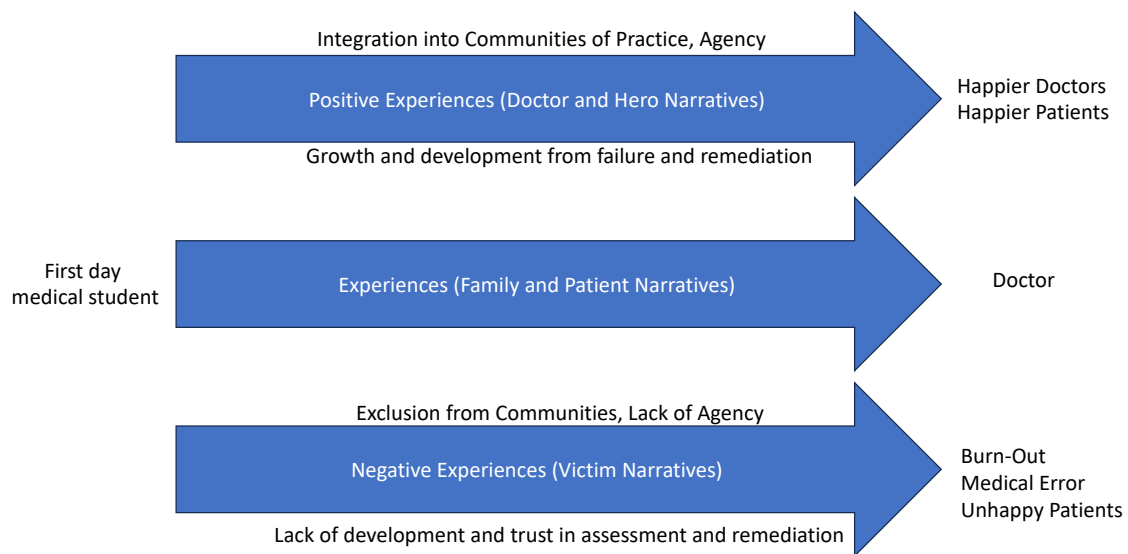 Integration into Communities of Practice, Agency
Positive Experiences (Doctor and Hero Narratives)
Growth and development from failure and remediation
Happier Doctors
Happier Patients
First day
medical student
Experiences (Family and Patient Narratives)
Doctor
Exclusion from Communities, Lack of Agency
Negative Experiences (Victim Narratives)
Lack of development and trust in assessment and remediation
Burn-Out
Medical Error
Unhappy Patients